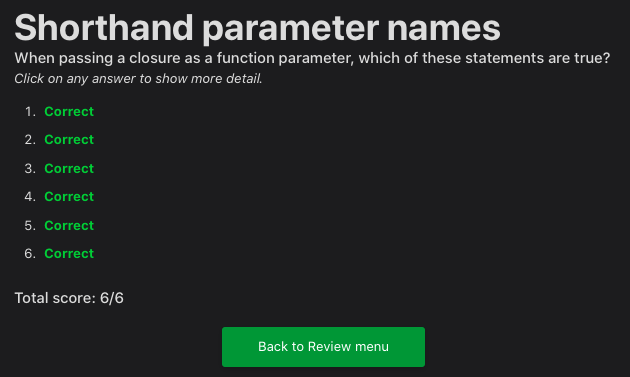 Shorthand parameter names
When passing a closure as a function parameter, which of these statements are true?
Click on any answer to show more detail.
1. Correct
2. Correct
3. Correct
4. Correct
5. Correct
6. Correct
Total score: 6/6
Back to Review menu